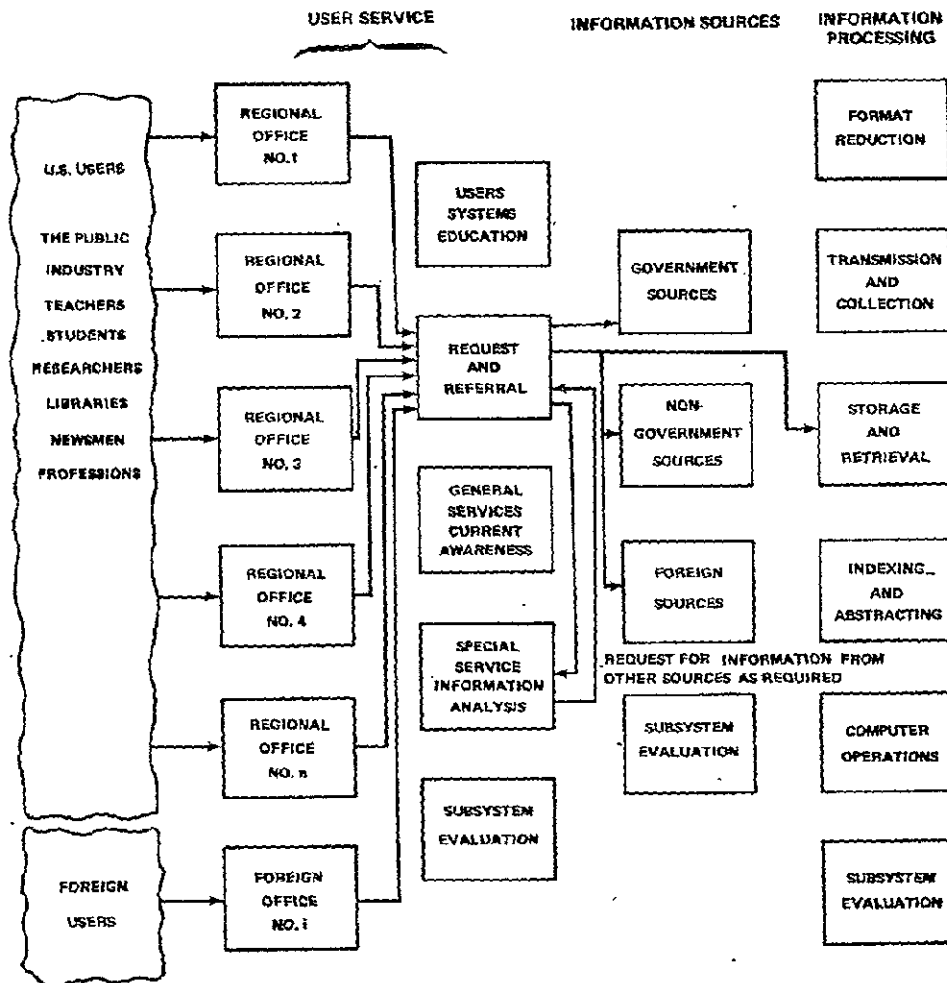 USER SERVICE
INFORMATION SOURCES
INFORMATION
PROCESSING
U.S. USERS
THE PUBLIC
INDUSTRY
TEACHERS
STUDENTS
RESEARCHERS
LIBRARIES
NEWSMEN
PROFESSIONS
FOREIGN
USERS
REGIONAL
OFFICE
NO. 1
REGIONAL
OFFICE
NO. 2
REGIONAL
OFFICE
NO. 3
REGIONAL
OFFICE
NO. 4
REGIONAL
OFFICE
NO. n
FOREIGN
OFFICE
NO. i
USERS
SYSTEMS
EDUCATION
REQUEST
AND
REFERRAL
GENERAL
SERVICES
CURRENT
AWARENESS
SPECIAL
SERVICE
INFORMATION
ANALYSIS
SUBSYSTEM
EVALUATION
GOVERNMENT
SOURCES
NON-
GOVERNMENT
SOURCES
FOREIGN
SOURCES
REQUEST FOR INFORMATION FROM
OTHER SOURCES AS REQUIRED
SUBSYSTEM
EVALUATION
FORMAT
REDUCTION
TRANSMISSION
AND
COLLECTION
STORAGE
AND
RETRIEVAL
INDEXING
AND
ABSTRACTING
COMPUTER
OPERATIONS
SUBSYSTEM
EVALUATION